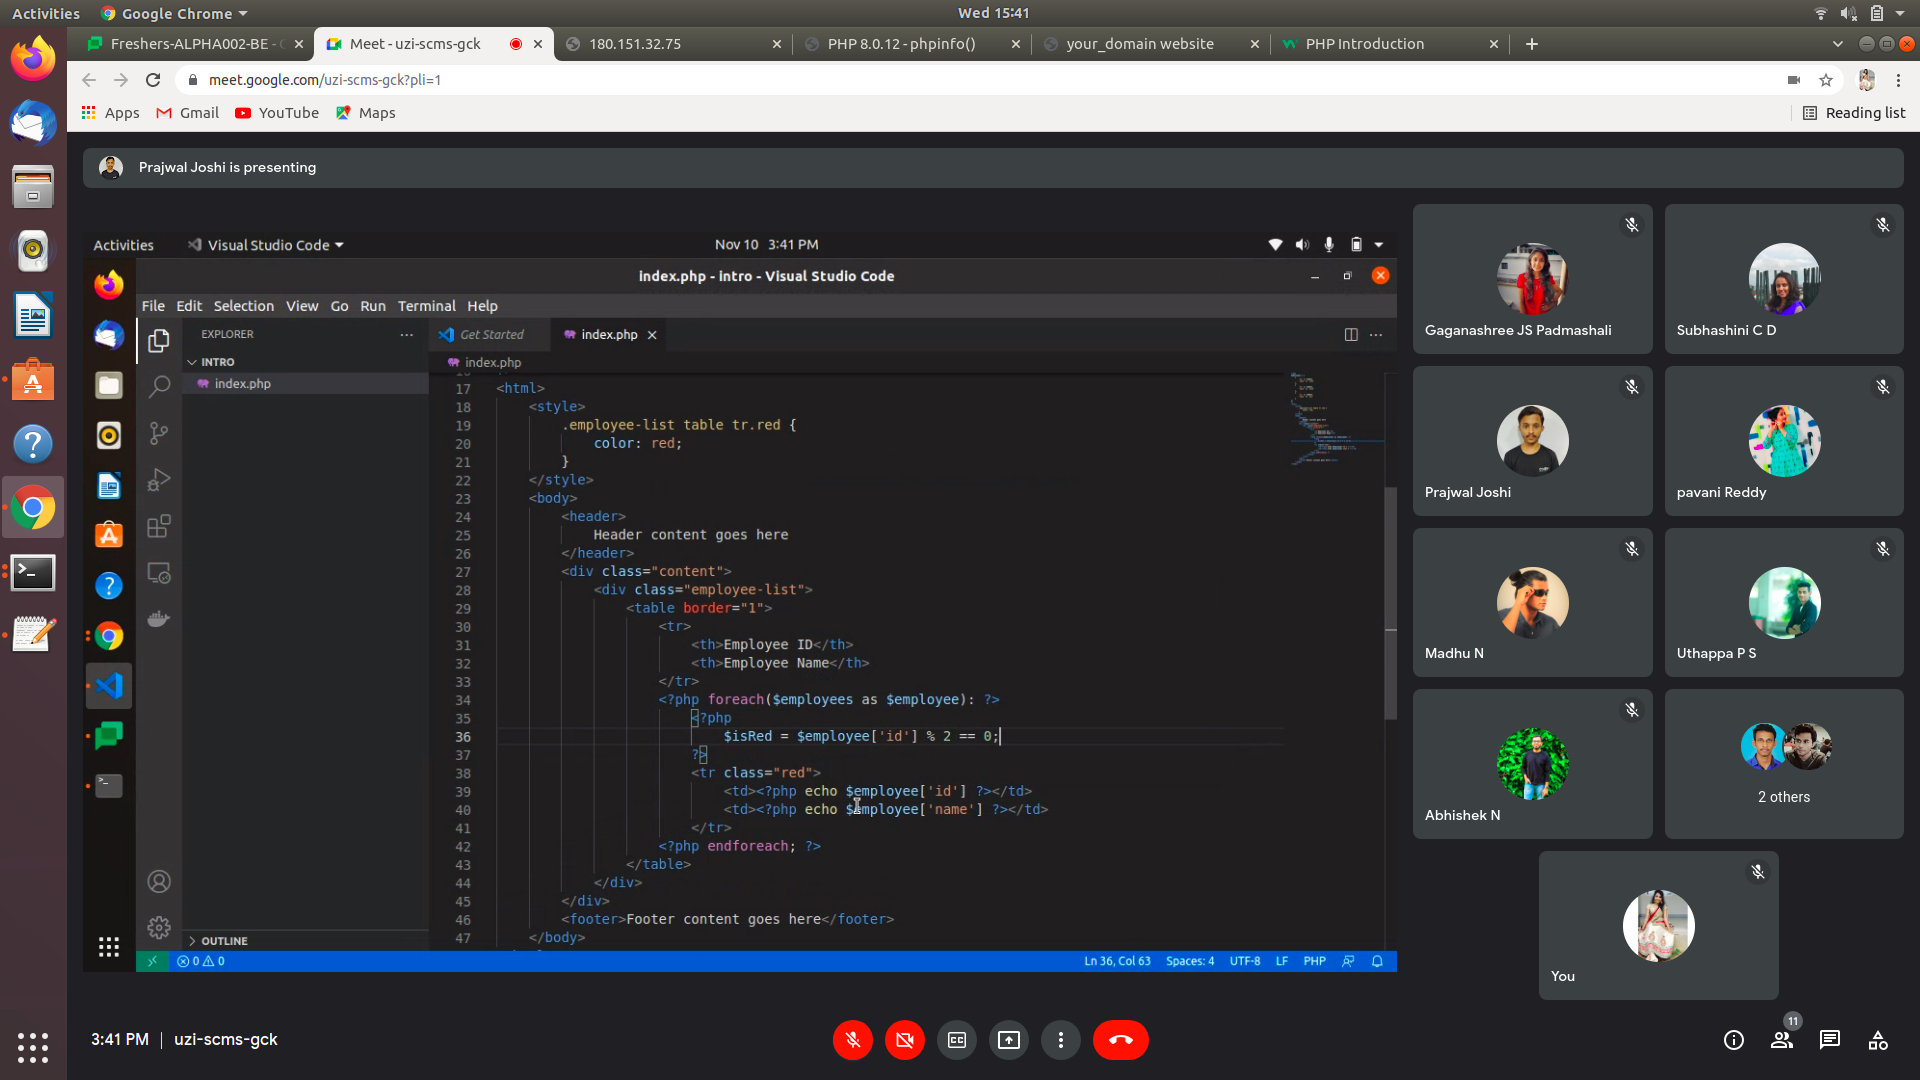 Activities
Google Chrome
Wed 15:41
Freshers-ALPHA002-BE -
Meet - uzi-scms-gck
180.151.32.75
PHP 8.0.12 - phpinfo()
your_domain website
PHP Introduction
meet.google.com/uzi-scms-gck?pli=1
Apps
Gmail
YouTube
Maps
Reading list
Prajwal Joshi is presenting
Activities
Visual Studio Code
Nov 10 3:41 PM
index.php - intro - Visual Studio Code
File Edit Selection View Go Run Terminal Help
EXPLORER
INTRO
index.php
OUTLINE
Get Started
index.php
index.php
17 <html>
18 <style>
19 .employee-list table tr.red {
20 color: red;
21 }
22 </style>
23 <body>
24 <header>
25 Header content goes here
26 </header>
27 <div class="content">
28 <div class="employee-list">
29 <table border="1">
30 <tr>
31 <th>Employee ID</th>
32 <th>Employee Name</th>
33 </tr>
34 <?php foreach($employees as $employee): ?>
35 <?php
36 $isRed = $employee['id'] % 2 == 0;
37 ?>
38 <tr class="red">
39 <td><?php echo $employee['id'] ?></td>
40 <td><?php echo $employee['name'] ?></td>
41 </tr>
42 <?php endforeach; ?>
43 </table>
44 </div>
45 </div>
46 <footer>Footer content goes here</footer>
47 </body>
0 0
Ln 36, Col 63
Spaces: 4
UTF-8
LF
PHP
Gaganashree JS Padmashali
Subhashini C D
Prajwal Joshi
pavani Reddy
Madhu N
Uthappa P S
Abhishek N
2 others
You
3:41 PM
uzi-scms-gck
11